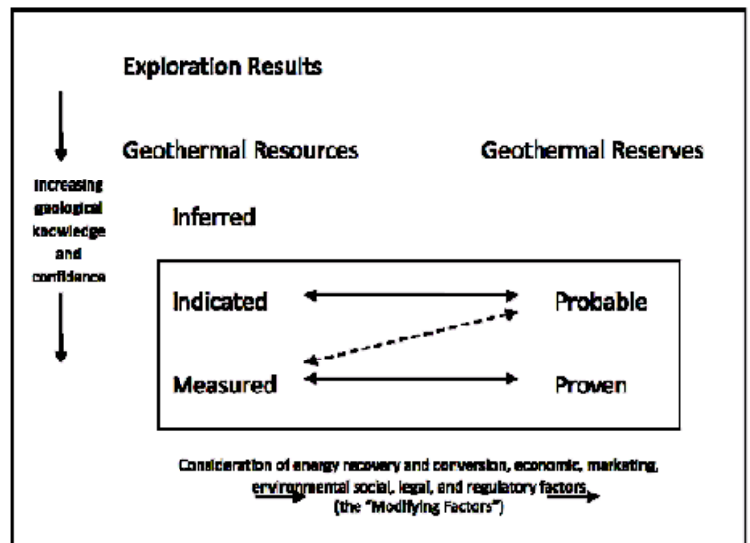 Exploration Results
Geothermal Resources
Geothermal Reserves
Increasing
geological
knowledge
and
confidence
Inferred
Indicated
Probable
Measured
Proven
Consideration of energy recovery and conversion, economic, marketing,
environmental social, legal, and regulatory factors
(the "Modifying Factors")